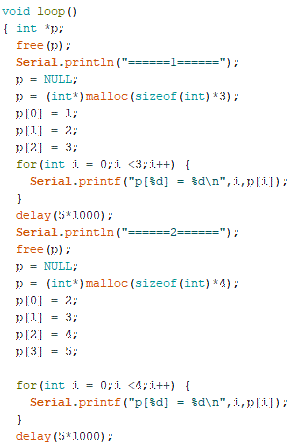 void loop()
{ int *p;
free(p);
Serial.println("======1======");
p = NULL;
p = (int*)malloc(sizeof(int)*3);
p[0] = 1;
p[1] = 2;
p[2] = 3;
for(int i = 0;i <3;i++) {
Serial.printf("p[%d] = %d\n",i,p[i]);
}
delay(5*1000);
Serial.println("======2======");
free(p);
p = NULL;
p = (int*)malloc(sizeof(int)*4);
p[0] = 2;
p[1] = 3;
p[2] = 4;
p[3] = 5;
for(int i = 0;i <4;i++) {
Serial.printf("p[%d] = %d\n",i,p[i]);
}
delay(5*1000);